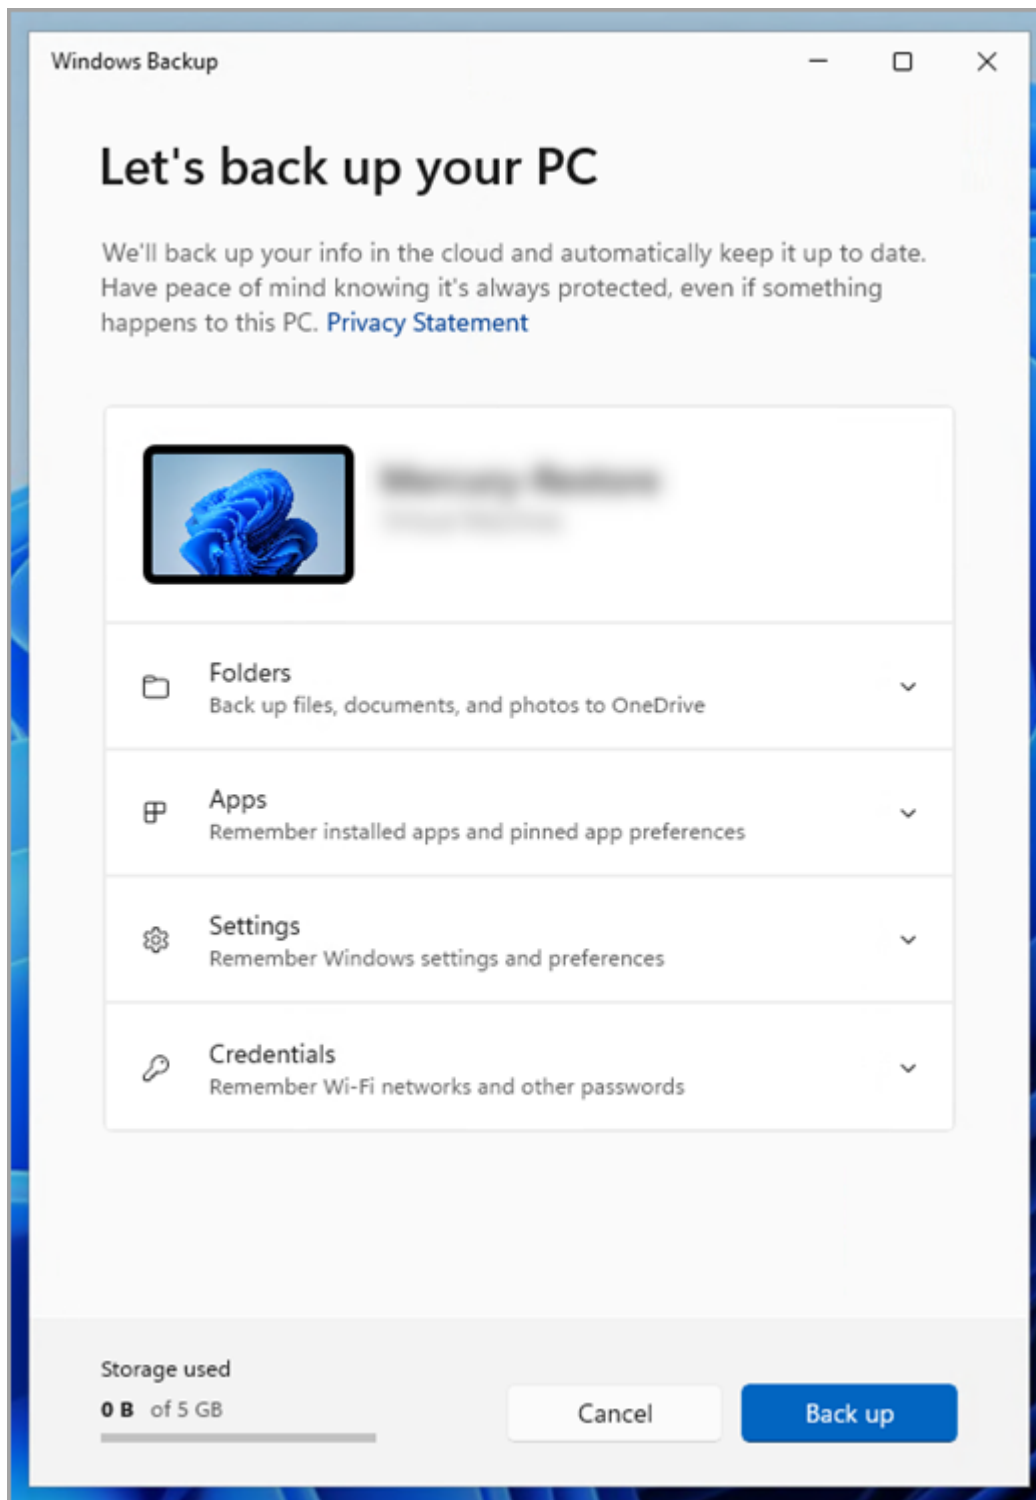 Windows Backup
Let's back up your PC
We'll back up your info in the cloud and automatically keep it up to date.
Have peace of mind knowing it's always protected, even if something
happens to this PC. Privacy Statement
Folders
Back up files, documents, and photos to OneDrive
Apps
Remember installed apps and pinned app preferences
Settings
Remember Windows settings and preferences
Credentials
Remember Wi-Fi networks and other passwords
Storage used
0 B of 5 GB
Cancel
Back up